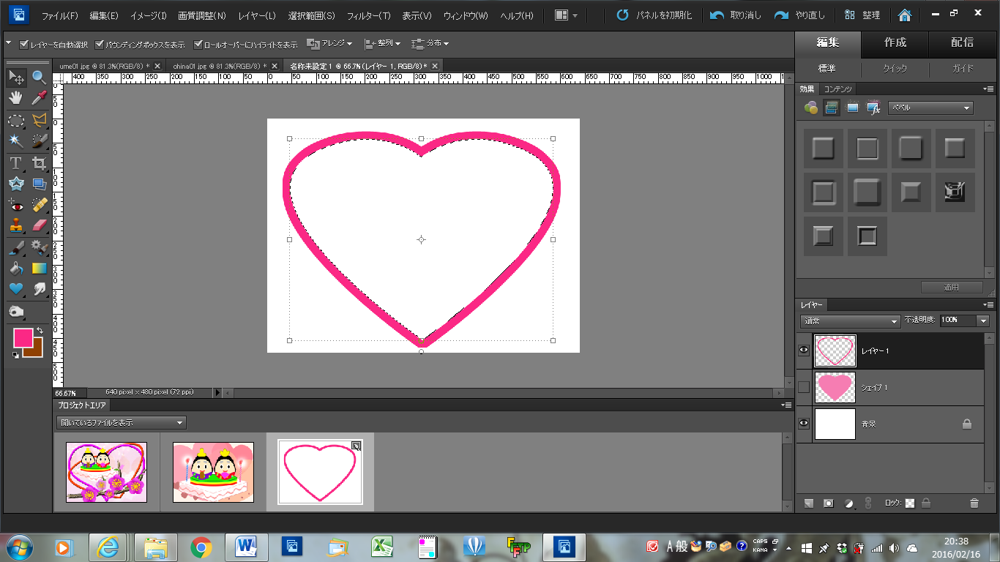 ファイル(F) 編集(E) イメージ(I) 画質調整(N) レイヤー(L) 選択範囲(S) フィルター(T) 表示(V) ウィンドウ(W) ヘルプ(H) パネルを初期化 取り消し やり直し 整理
レイヤーを自動選択 バウンディングボックスを表示 ロールオーバーにハイライトを表示 アレンジ 整列 分布
編集 作成 配信
標準 クイック ガイド
ume01.jpg @ 81.3%(RGB/8) * china01.jpg @ 81.3%(RGB/8) * 名称未設定 1 @ 66.7%(レイヤー 1, RGB/8)*
400 350 300 250 200 150 100 50 0 50 100 150 200 250 300 350 400 450 500 550 600 650 700 750 800 850 900 950 1000
0 50 100 150 200 250 300 350 400 450 500
効果 コンテンツ
ベベル
適用
レイヤー
通常 不透明度: 100%
レイヤー 1
シェイプ 1
背景
ロック:
66.67% 640 pixel x 480 pixel (72 ppi)
プロジェクトエリア
開いているファイルを表示
A 般 CAPS
KANA
20:38
2016/02/16